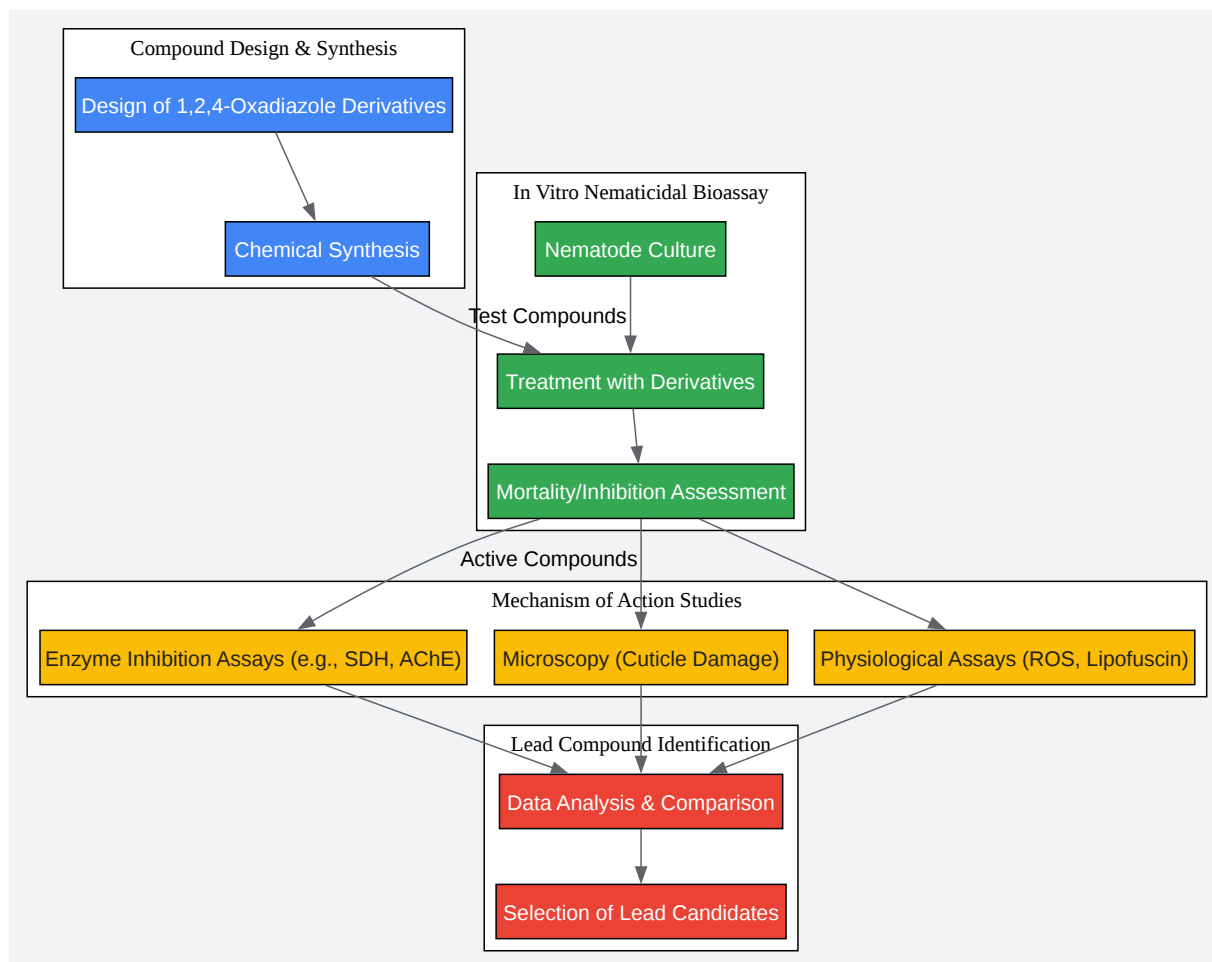 Compound Design & Synthesis
Design of 1,2,4-Oxadiazole Derivatives
Chemical Synthesis
In Vitro Nematicidal Bioassay
Nematode Culture
Test Compounds
Treatment with Derivatives
Mortality/Inhibition Assessment
Active Compounds
Mechanism of Action Studies
Enzyme Inhibition Assays (e.g., SDH, AChE)
Microscopy (Cuticle Damage)
Physiological Assays (ROS, Lipofuscin)
Lead Compound Identification
Data Analysis & Comparison
Selection of Lead Candidates